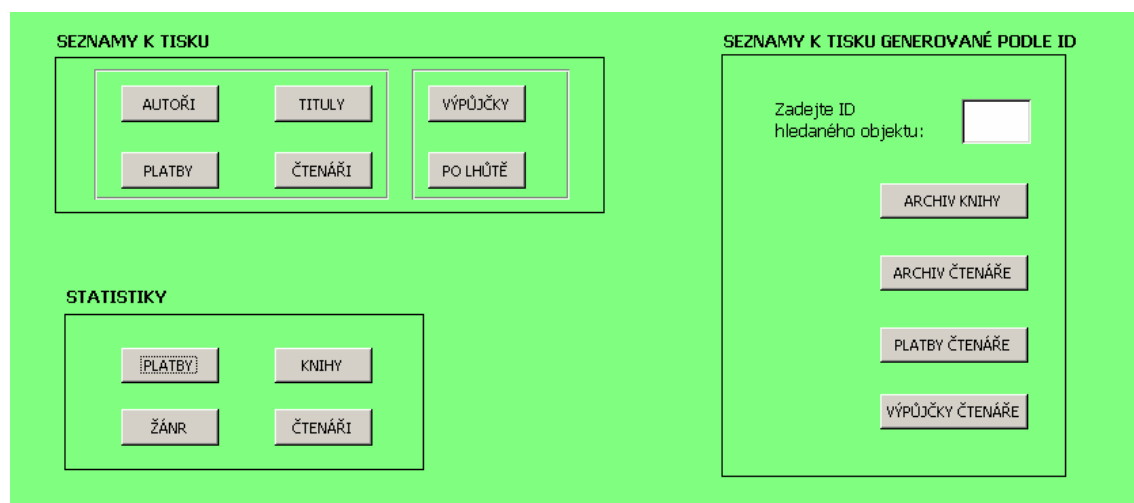 SEZNAMY K TISKU
AUTOŘI
TITULY
VÝPŮJČKY
PLATBY
ČTENÁŘI
PO LHŮTĚ
STATISTIKY
PLATBY
KNIHY
ŽÁNR
ČTENÁŘI
SEZNAMY K TISKU GENEROVANÉ PODLE ID
Zadejte ID
hledaného objektu:
ARCHIV KNIHY
ARCHIV ČTENÁŘE
PLATBY ČTENÁŘE
VÝPŮJČKY ČTENÁŘE